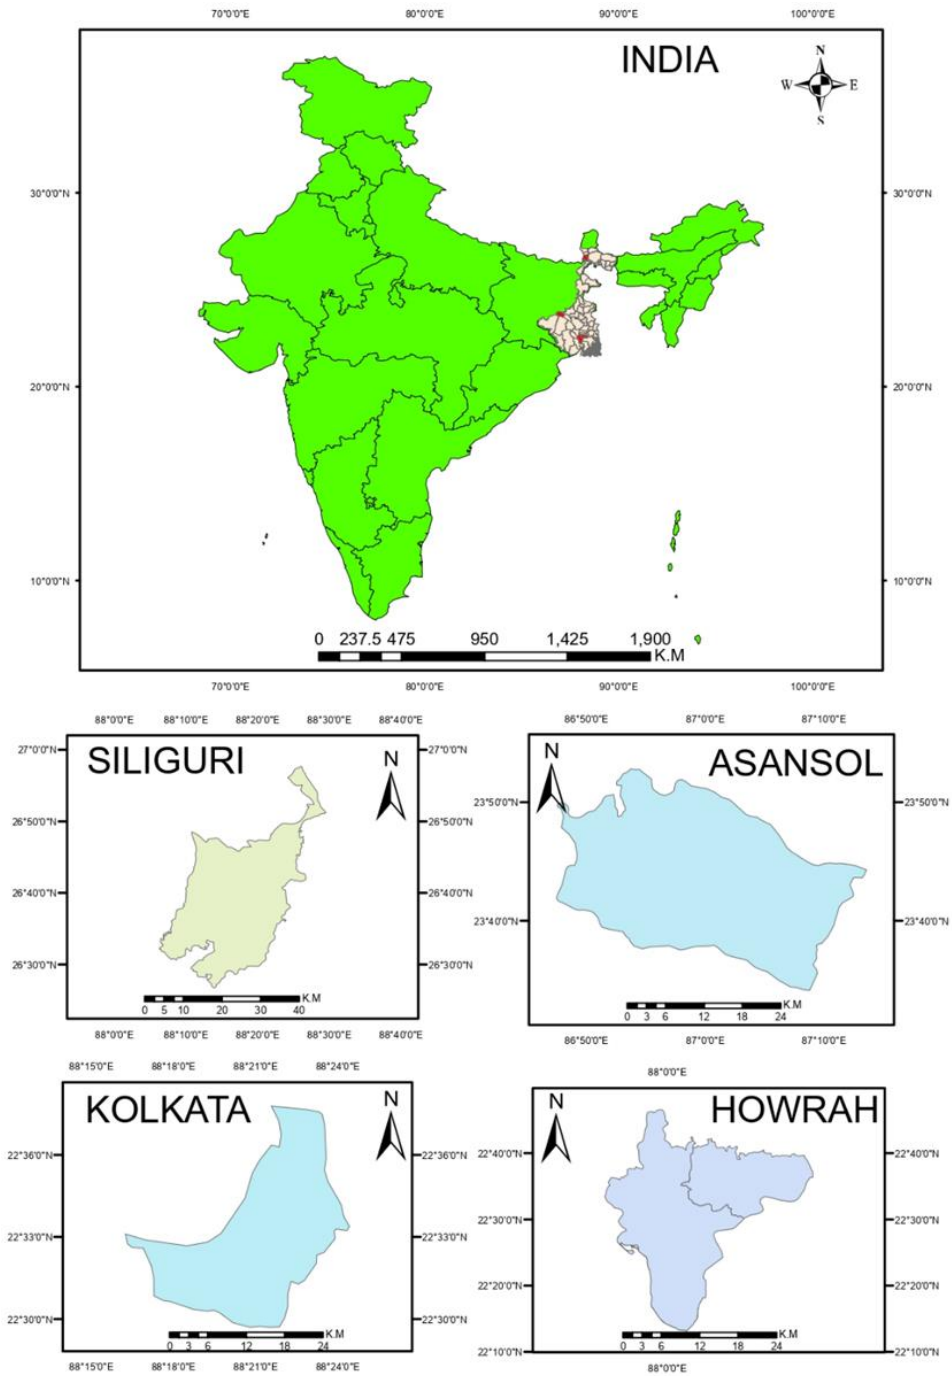 70°0'0"E 80°0'0"E 90°0'0"E 100°0'0"E
INDIA
N
W E
S
30°0'0"N 30°0'0"N
20°0'0"N 20°0'0"N
10°0'0"N 10°0'0"N
0 237.5 475 950 1,425 1,900
K.M
70°0'0"E 80°0'0"E 90°0'0"E 100°0'0"E
88°0'0"E 88°10'0"E 88°20'0"E 88°30'0"E 88°40'0"E
27°0'0"N 27°0'0"N
SILIGURI
N
26°50'0"N 26°50'0"N
26°40'0"N 26°40'0"N
26°30'0"N 26°30'0"N
K.M
0 5 10 20 30 40
88°0'0"E 88°10'0"E 88°20'0"E 88°30'0"E 88°40'0"E
86°50'0"E 87°0'0"E 87°10'0"E
N
ASANSOL
23°50'0"N 23°50'0"N
23°40'0"N 23°40'0"N
K.M
0 3 6 12 18 24
86°50'0"E 87°0'0"E 87°10'0"E
88°15'0"E 88°18'0"E 88°21'0"E 88°24'0"E
KOLKATA
N
22°36'0"N 22°36'0"N
22°33'0"N 22°33'0"N
22°30'0"N 22°30'0"N
K.M
0 3 6 12 18 24
88°15'0"E 88°18'0"E 88°21'0"E 88°24'0"E
88°0'0"E
N
HOWRAH
22°40'0"N 22°40'0"N
22°30'0"N 22°30'0"N
22°20'0"N 22°20'0"N
K.M
0 3 6 12 18 24
22°10'0"N 22°10'0"N
88°0'0"E